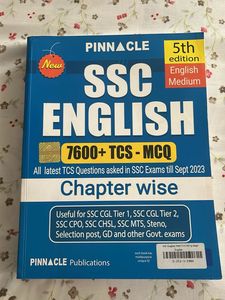 PINNACLE
5th
edition
English
Medium
New
SSC
ENGLISH
7600+ TCS - MCQ
All latest TCS Questions asked in SSC Exams till Sept 2023
Chapter wise
Useful for SSC CGL Tier 1, SSC CGL Tier 2,
SSC CPO, SSC CHSL, SSC MTS, Steno,
Selection post, GD and other Govt. exams
PINNACLE Publications